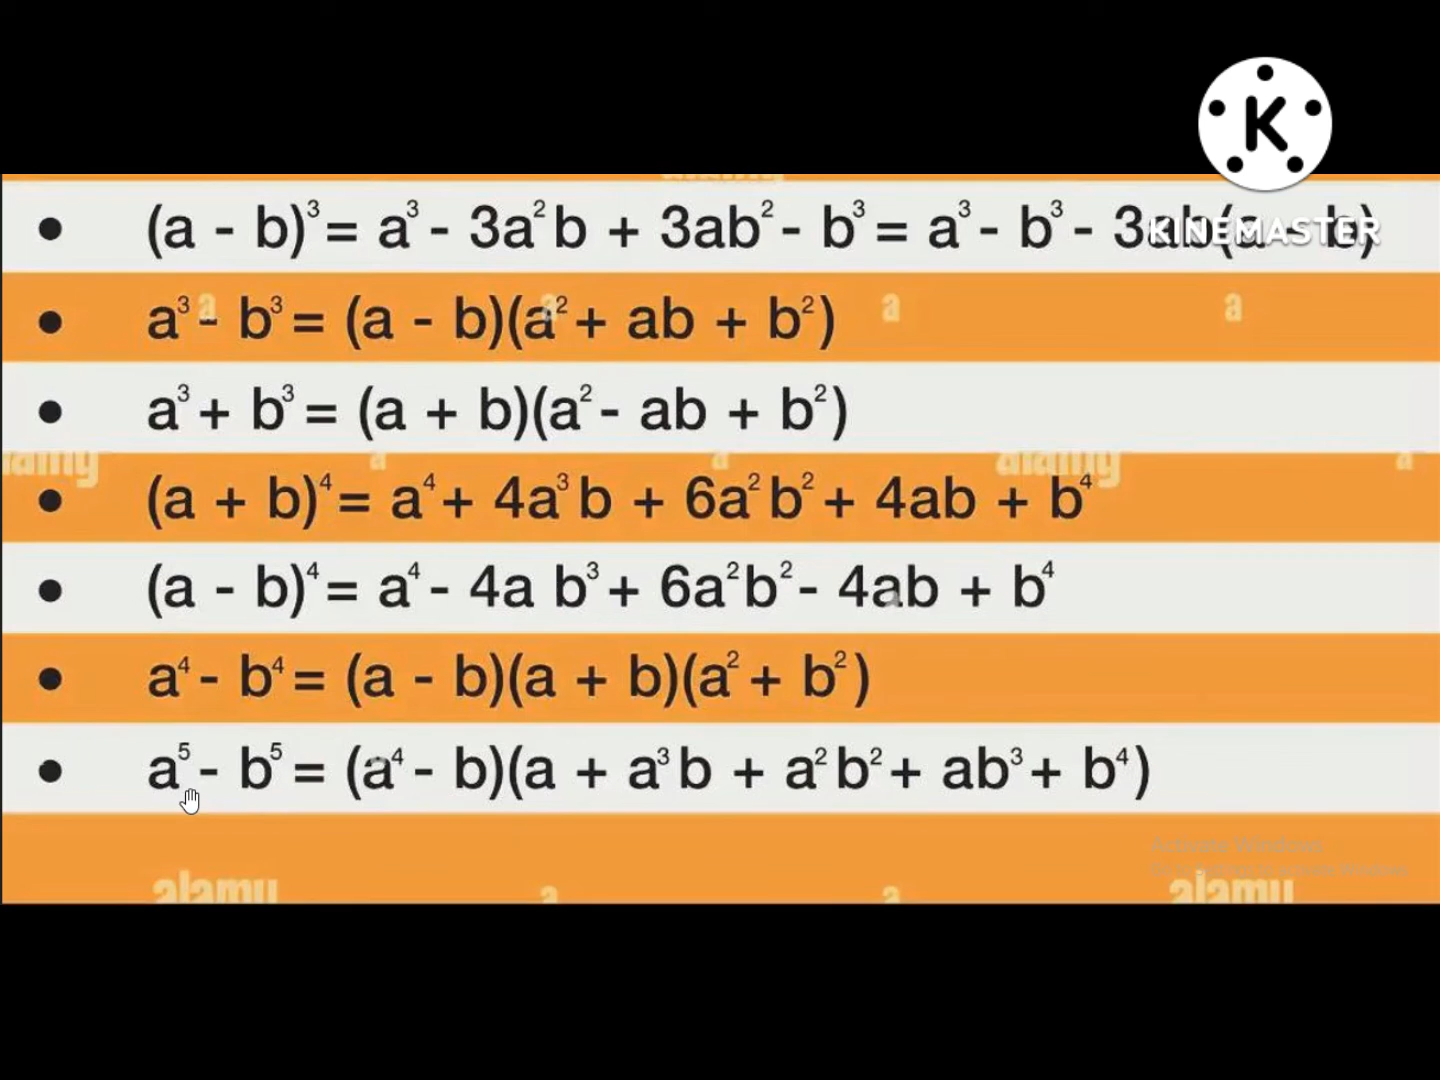 KINEMASTER
• (a - b)³ = a³ - 3a²b + 3ab² - b³ = a³ - b³ - 3ab(a - b)
• a³ - b³ = (a - b)(a² + ab + b²)
• a³ + b³ = (a + b)(a² - ab + b²)
• (a + b)⁴ = a⁴ + 4a³b + 6a²b² + 4ab + b⁴
• (a - b)⁴ = a⁴ - 4a b³ + 6a²b² - 4ab + b⁴
• a⁴ - b⁴ = (a - b)(a + b)(a² + b²)
• a⁵ - b⁵ = (a⁴ - b)(a + a³b + a²b² + ab³ + b⁴)
Activate Windows
alamy a a alamy